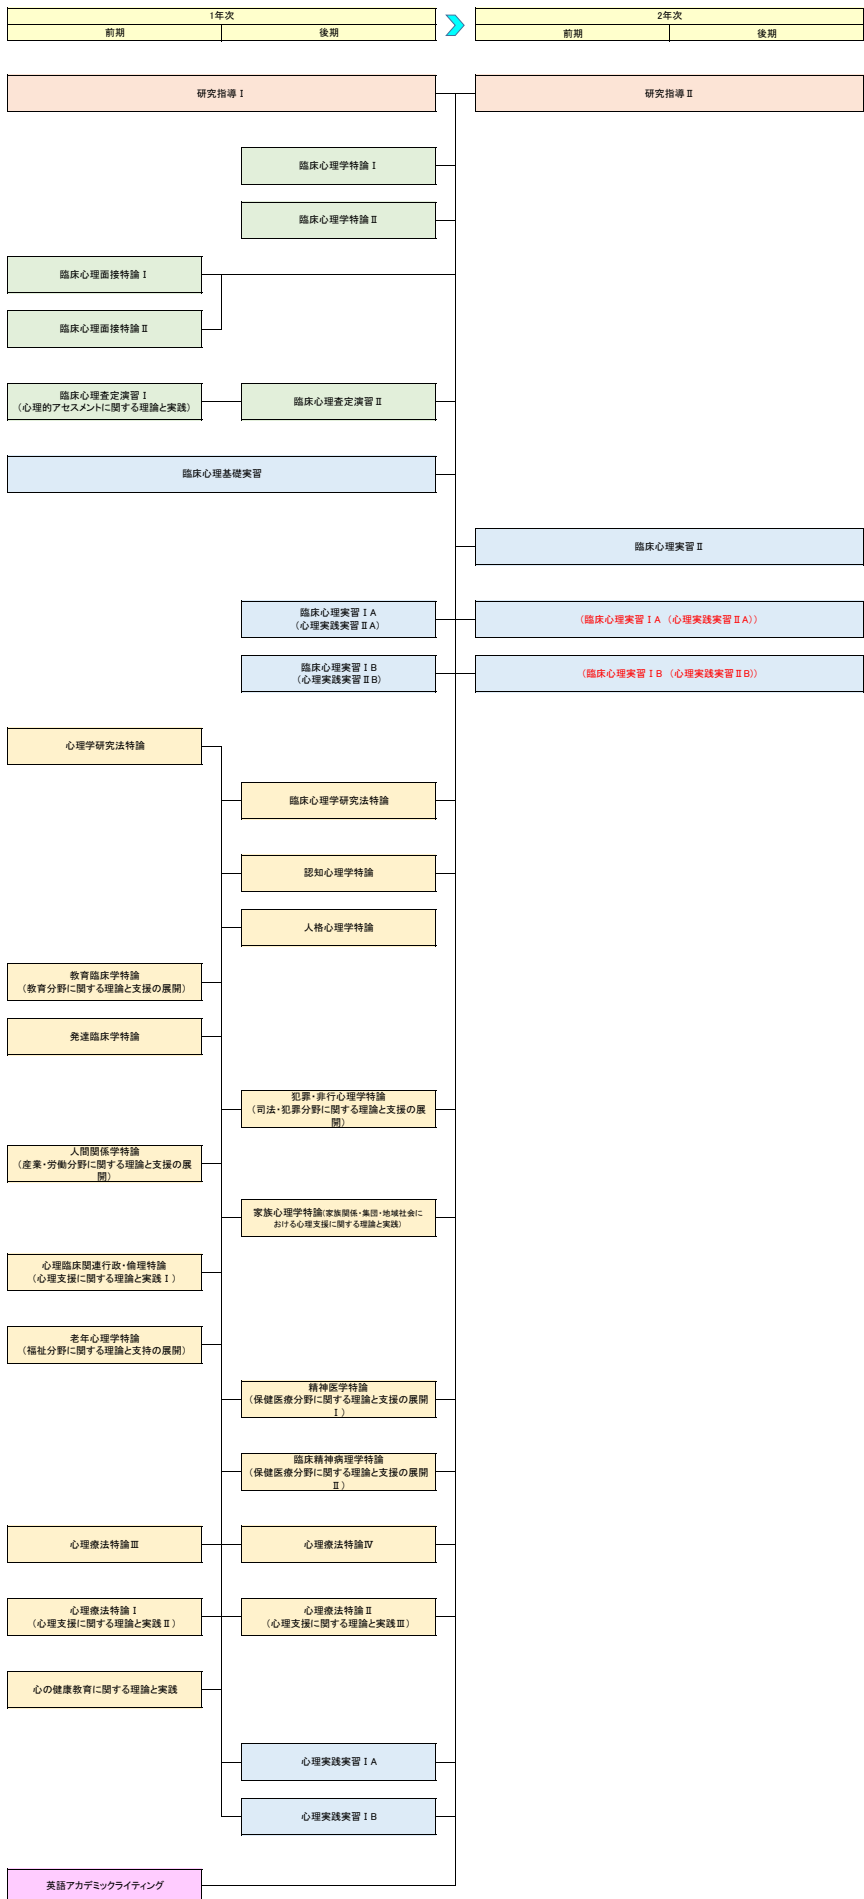 1年次
2年次
前期
後期
前期
後期
研究指導Ⅰ
研究指導Ⅱ
臨床心理学特論Ⅰ
臨床心理学特論Ⅱ
臨床心理面接特論Ⅰ
臨床心理面接特論Ⅱ
臨床心理査定演習Ⅰ
（心理的アセスメントに関する理論と実践）
臨床心理査定演習Ⅱ
臨床心理基礎実習
臨床心理実習Ⅱ
臨床心理実習ⅠA
（心理実践実習ⅡA）
（臨床心理実習ⅠA（心理実践実習ⅡA））
臨床心理実習ⅠB
（心理実践実習ⅡB）
（臨床心理実習ⅠB（心理実践実習ⅡB））
心理学研究法特論
臨床心理学研究法特論
認知心理学特論
人格心理学特論
教育臨床学特論
（教育分野に関する理論と支援の展開）
発達臨床学特論
犯罪・非行心理学特論
（司法・犯罪分野に関する理論と支援の展
開）
人間関係学特論
（産業・労働分野に関する理論と支援の展
開）
家族心理学特論（家族関係・集団・地域社会に
おける心理支援に関する理論と実践）
心理臨床関連行政・倫理特論
（心理支援に関する理論と実践Ⅰ）
老年心理学特論
（福祉分野に関する理論と支持の展開）
精神医学特論
（保健医療分野に関する理論と支援の展開
Ⅰ）
臨床精神病理学特論
（保健医療分野に関する理論と支援の展開
Ⅱ）
心理療法特論Ⅲ
心理療法特論Ⅳ
心理療法特論Ⅰ
（心理支援に関する理論と実践Ⅱ）
心理療法特論Ⅱ
（心理支援に関する理論と実践Ⅲ）
心の健康教育に関する理論と実践
心理実践実習ⅠA
心理実践実習ⅠB
英語アカデミックライティング